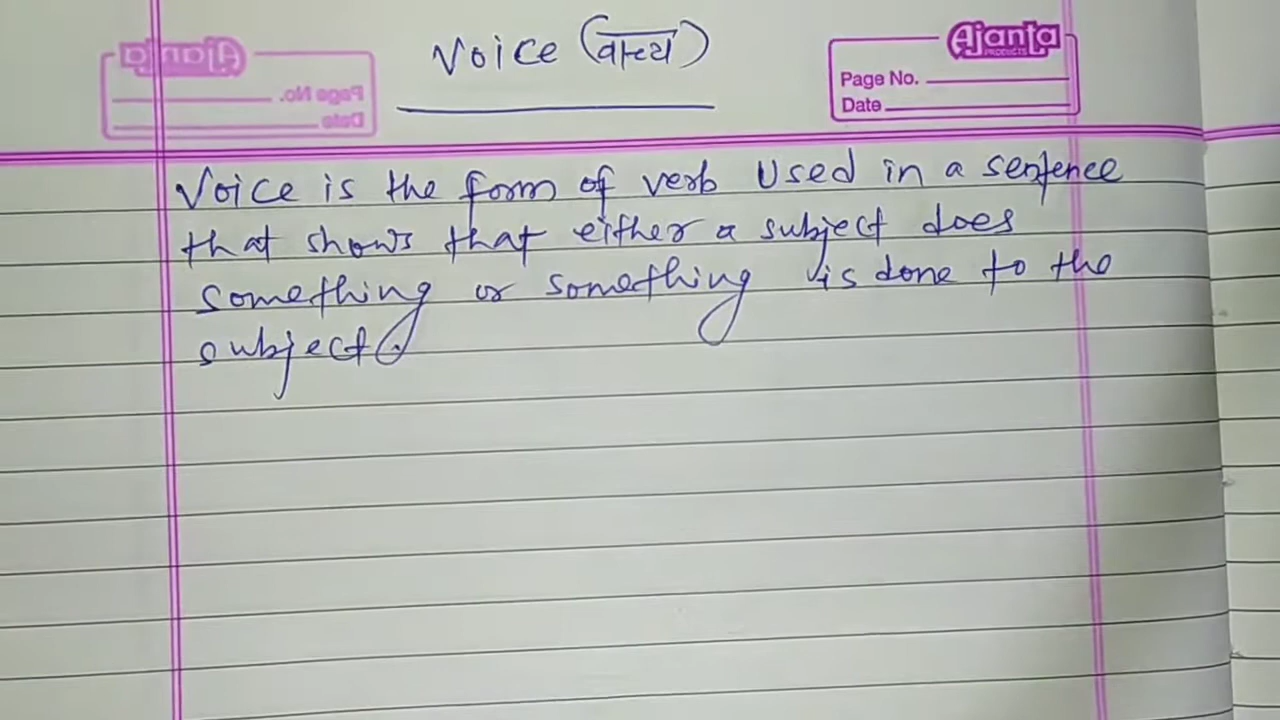 Voice (वाच्य)
Ajanta
PRODUCTS
Page No.
Date
Voice is the form of verb Used in a sentence
that shows that either a subject does
something or something is done to the
subject.